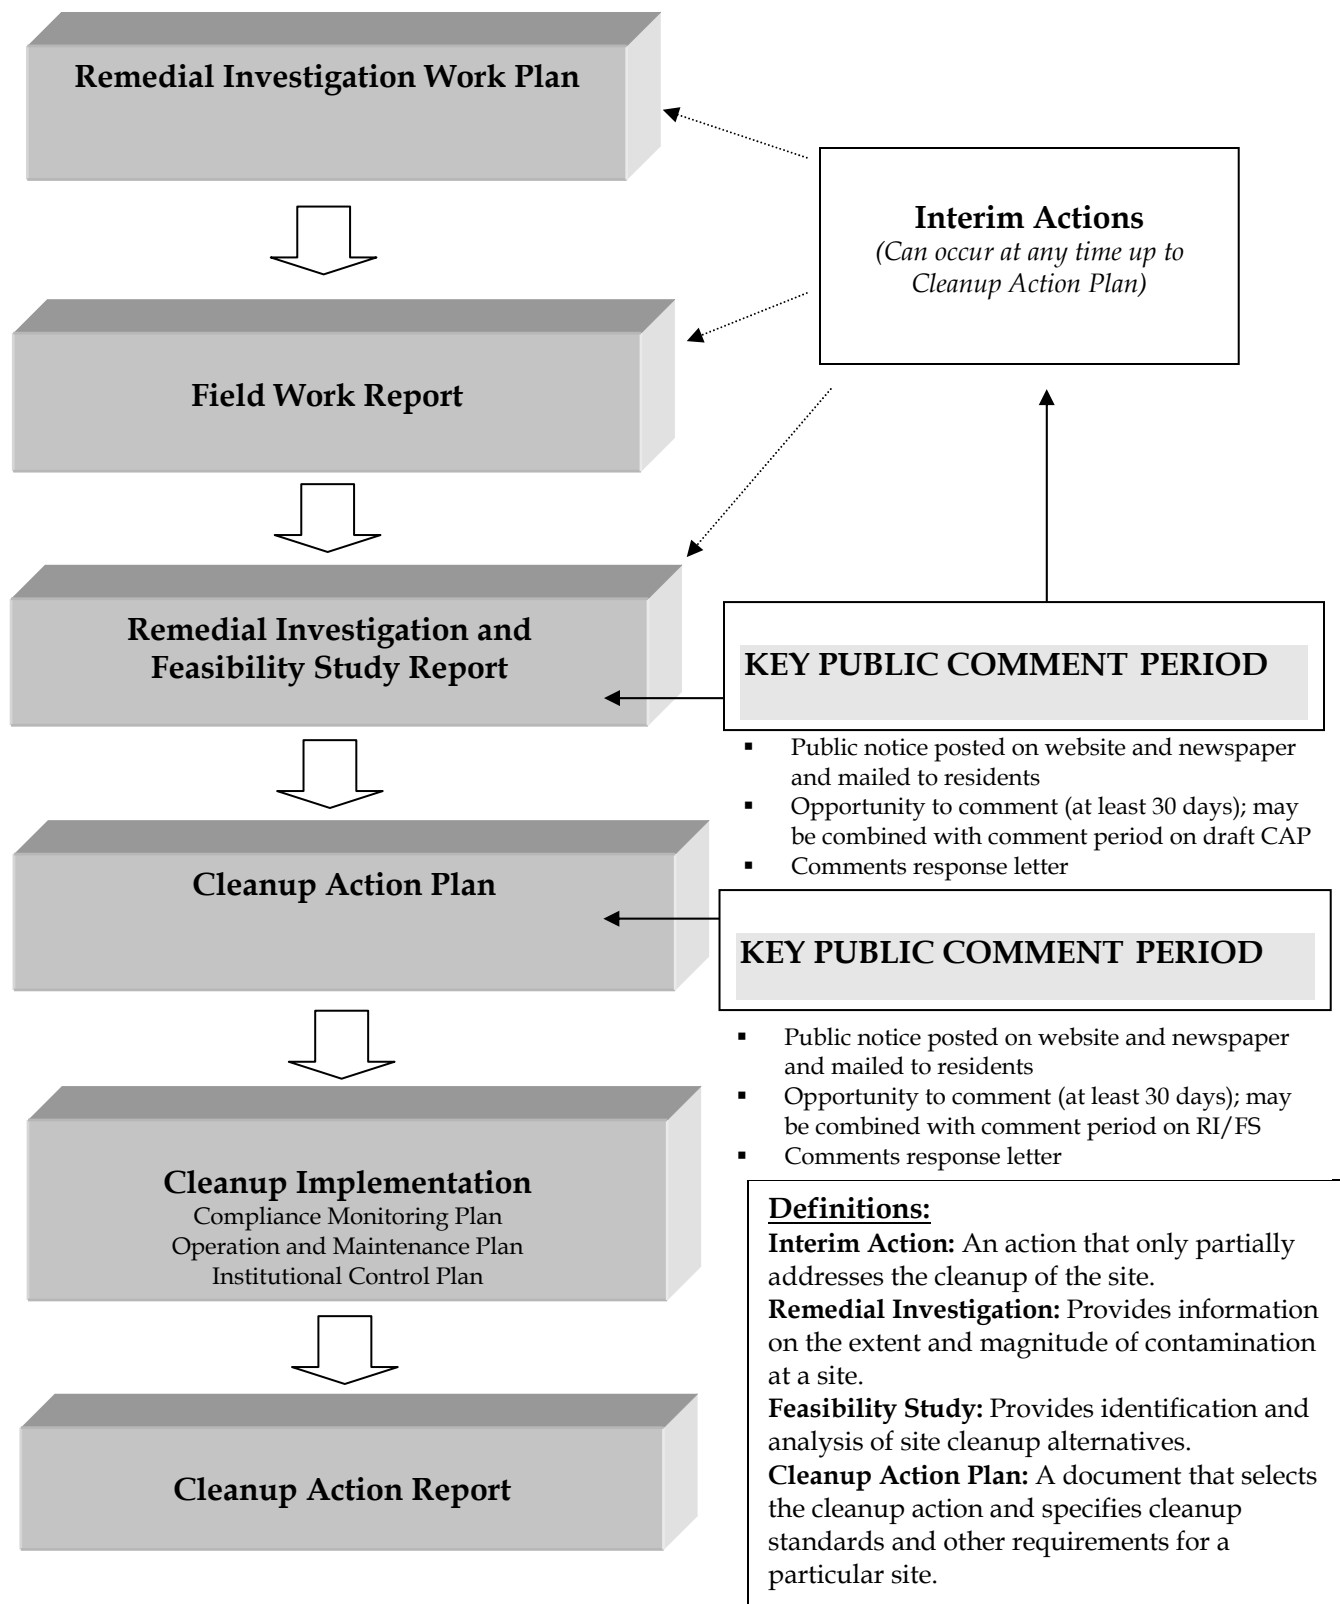 Remedial Investigation Work Plan
Interim Actions
(Can occur at any time up to
Cleanup Action Plan)
Field Work Report
Remedial Investigation and
Feasibility Study Report
KEY PUBLIC COMMENT PERIOD
▪ Public notice posted on website and newspaper
and mailed to residents
▪ Opportunity to comment (at least 30 days); may
be combined with comment period on draft CAP
▪ Comments response letter
Cleanup Action Plan
KEY PUBLIC COMMENT PERIOD
▪ Public notice posted on website and newspaper
and mailed to residents
▪ Opportunity to comment (at least 30 days); may
be combined with comment period on RI/FS
▪ Comments response letter
Cleanup Implementation
Compliance Monitoring Plan
Operation and Maintenance Plan
Institutional Control Plan
Cleanup Action Report
Definitions:
Interim Action: An action that only partially
addresses the cleanup of the site.
Remedial Investigation: Provides information
on the extent and magnitude of contamination
at a site.
Feasibility Study: Provides identification and
analysis of site cleanup alternatives.
Cleanup Action Plan: A document that selects
the cleanup action and specifies cleanup
standards and other requirements for a
particular site.